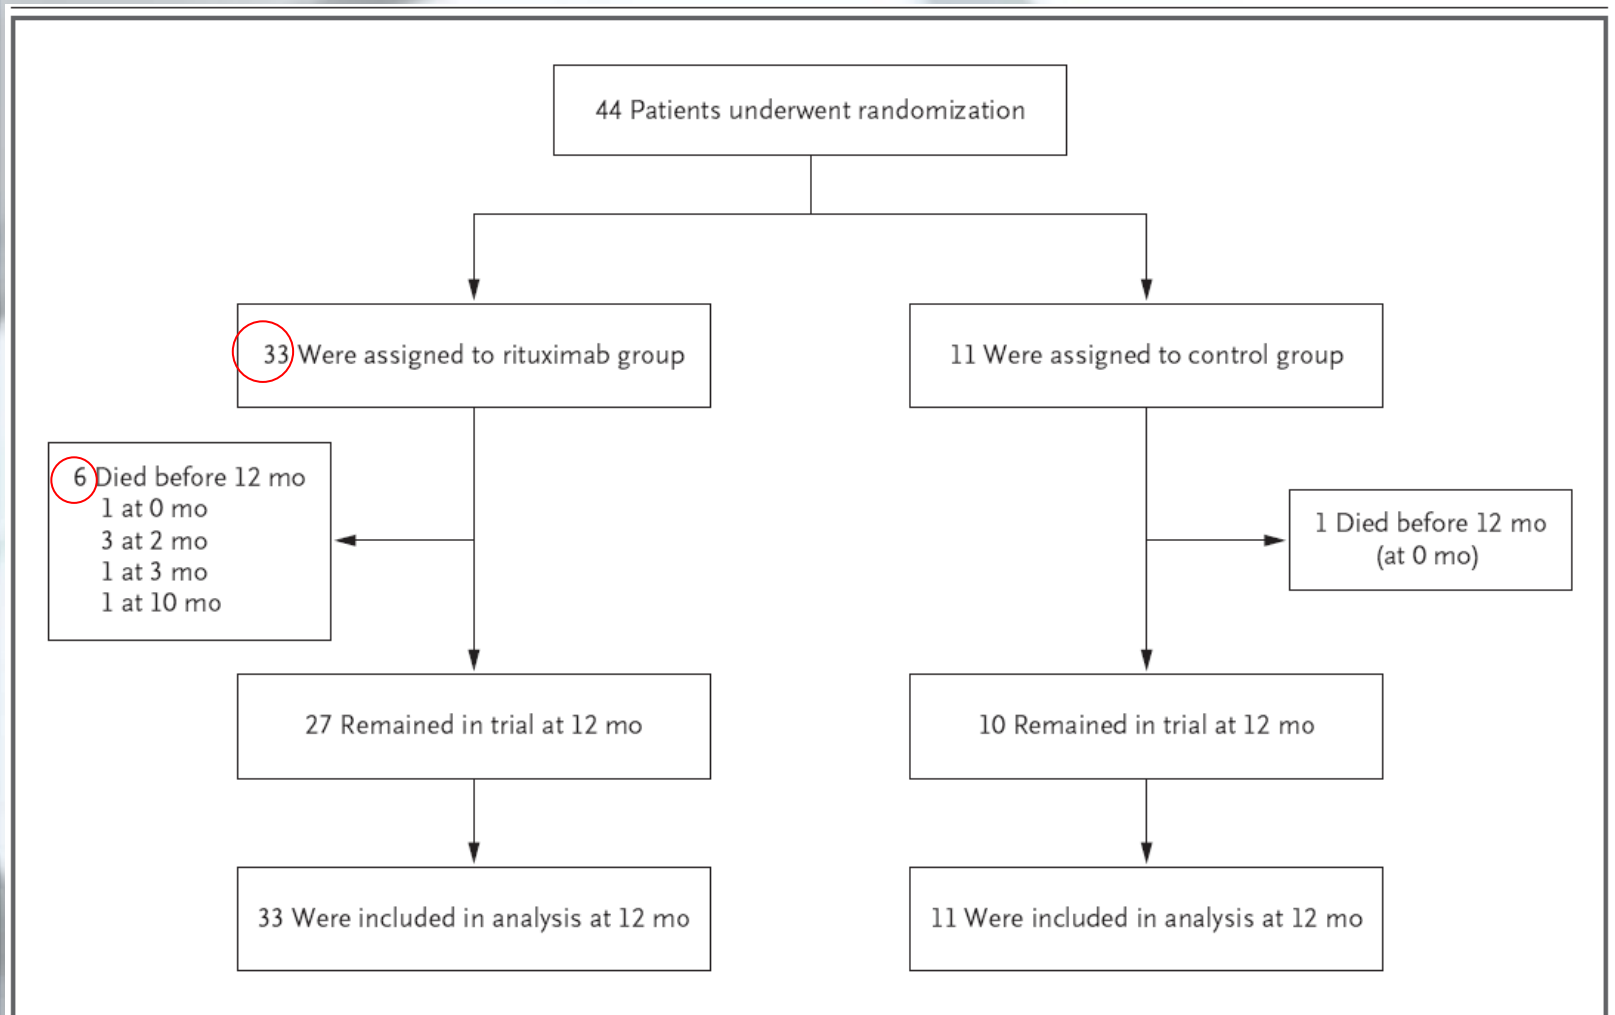 44 Patients underwent randomization
33 Were assigned to rituximab group
11 Were assigned to control group
6 Died before 12 mo
1 at 0 mo
3 at 2 mo
1 at 3 mo
1 at 10 mo
1 Died before 12 mo
(at 0 mo)
27 Remained in trial at 12 mo
10 Remained in trial at 12 mo
33 Were included in analysis at 12 mo
11 Were included in analysis at 12 mo